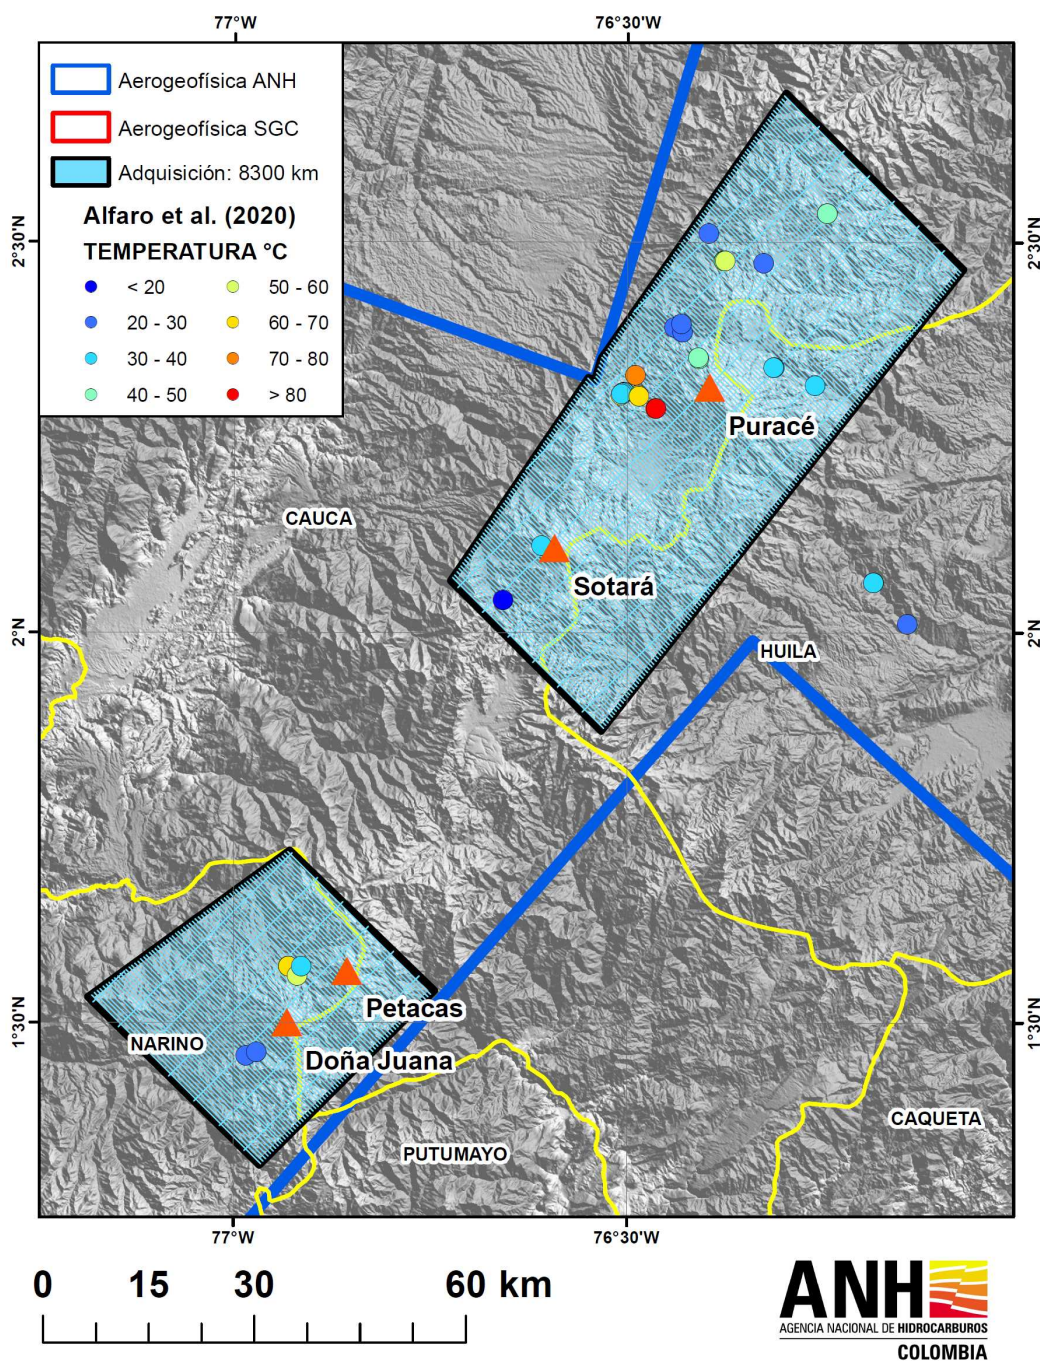 77°W
76°30'W
Aerogeofísica ANH
Aerogeofísica SGC
Adquisición: 8300 km
Alfaro et al. (2020)
TEMPERATURA °C
< 20
50 - 60
20 - 30
60 - 70
30 - 40
70 - 80
40 - 50
> 80
2°30'N
2°30'N
Puracé
CAUCA
Sotará
2°N
2°N
HUILA
Petacas
1°30'N
1°30'N
NARINO
Doña Juana
CAQUETA
PUTUMAYO
77°W
76°30'W
0 15 30 60 km
ANH
AGENCIA NACIONAL DE HIDROCARBUROS
COLOMBIA